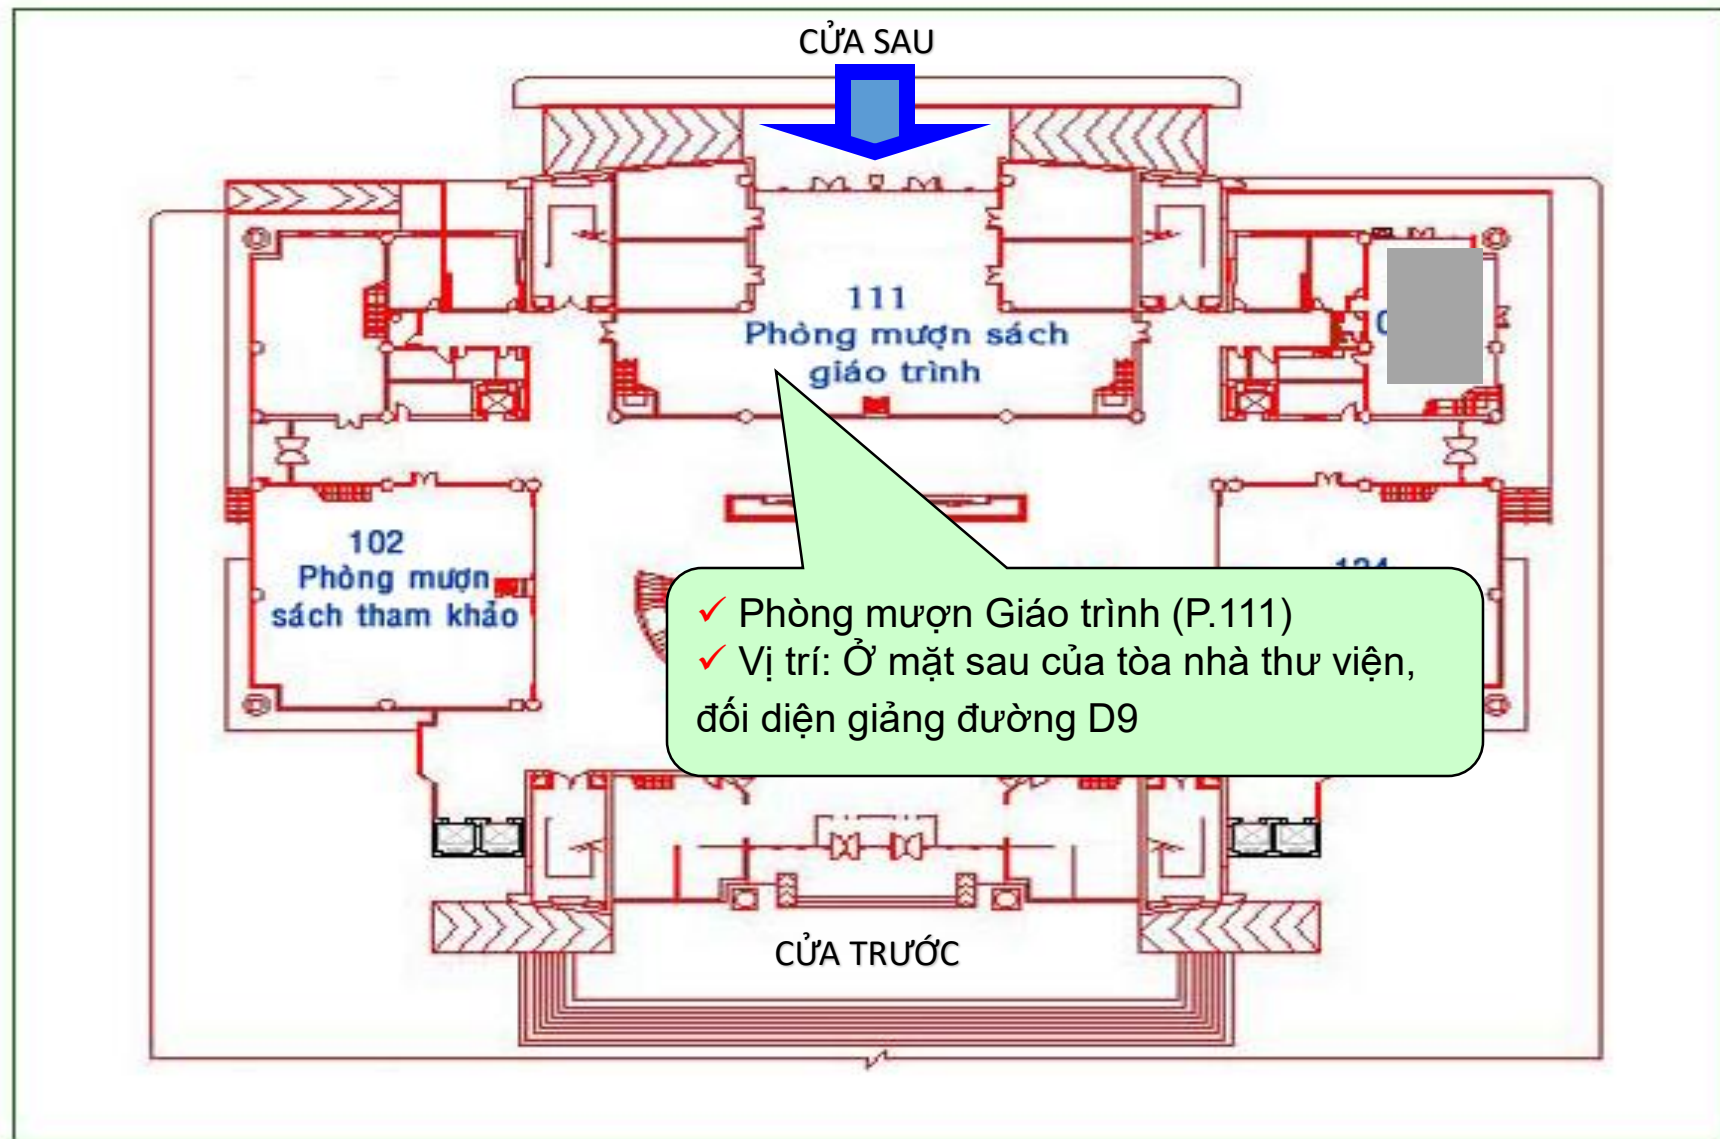 CỬA SAU
111
Phòng mượn sách
giáo trình
102
Phòng mượn
sách tham khảo
✓ Phòng mượn Giáo trình (P.111)
✓ Vị trí: Ở mặt sau của tòa nhà thư viện,
đối diện giảng đường D9
CỬA TRƯỚC